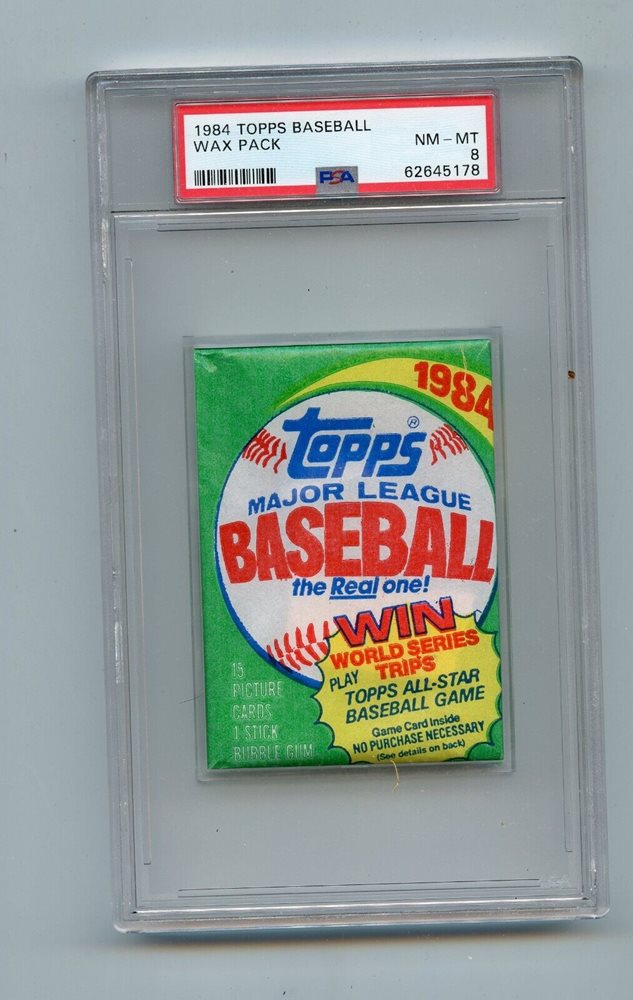 1984 TOPPS BASEBALL
WAX PACK
NM - MT
8
62645178
PSA
1984
Topps®
MAJOR LEAGUE
BASEBALL
the Real one!
WIN
WORLD SERIES
TRIPS
PLAY
TOPPS ALL-STAR
BASEBALL GAME
Game Card Inside
NO PURCHASE NECESSARY
(See details on back)
15
PICTURE
CARDS
1 STICK
BUBBLE GUM